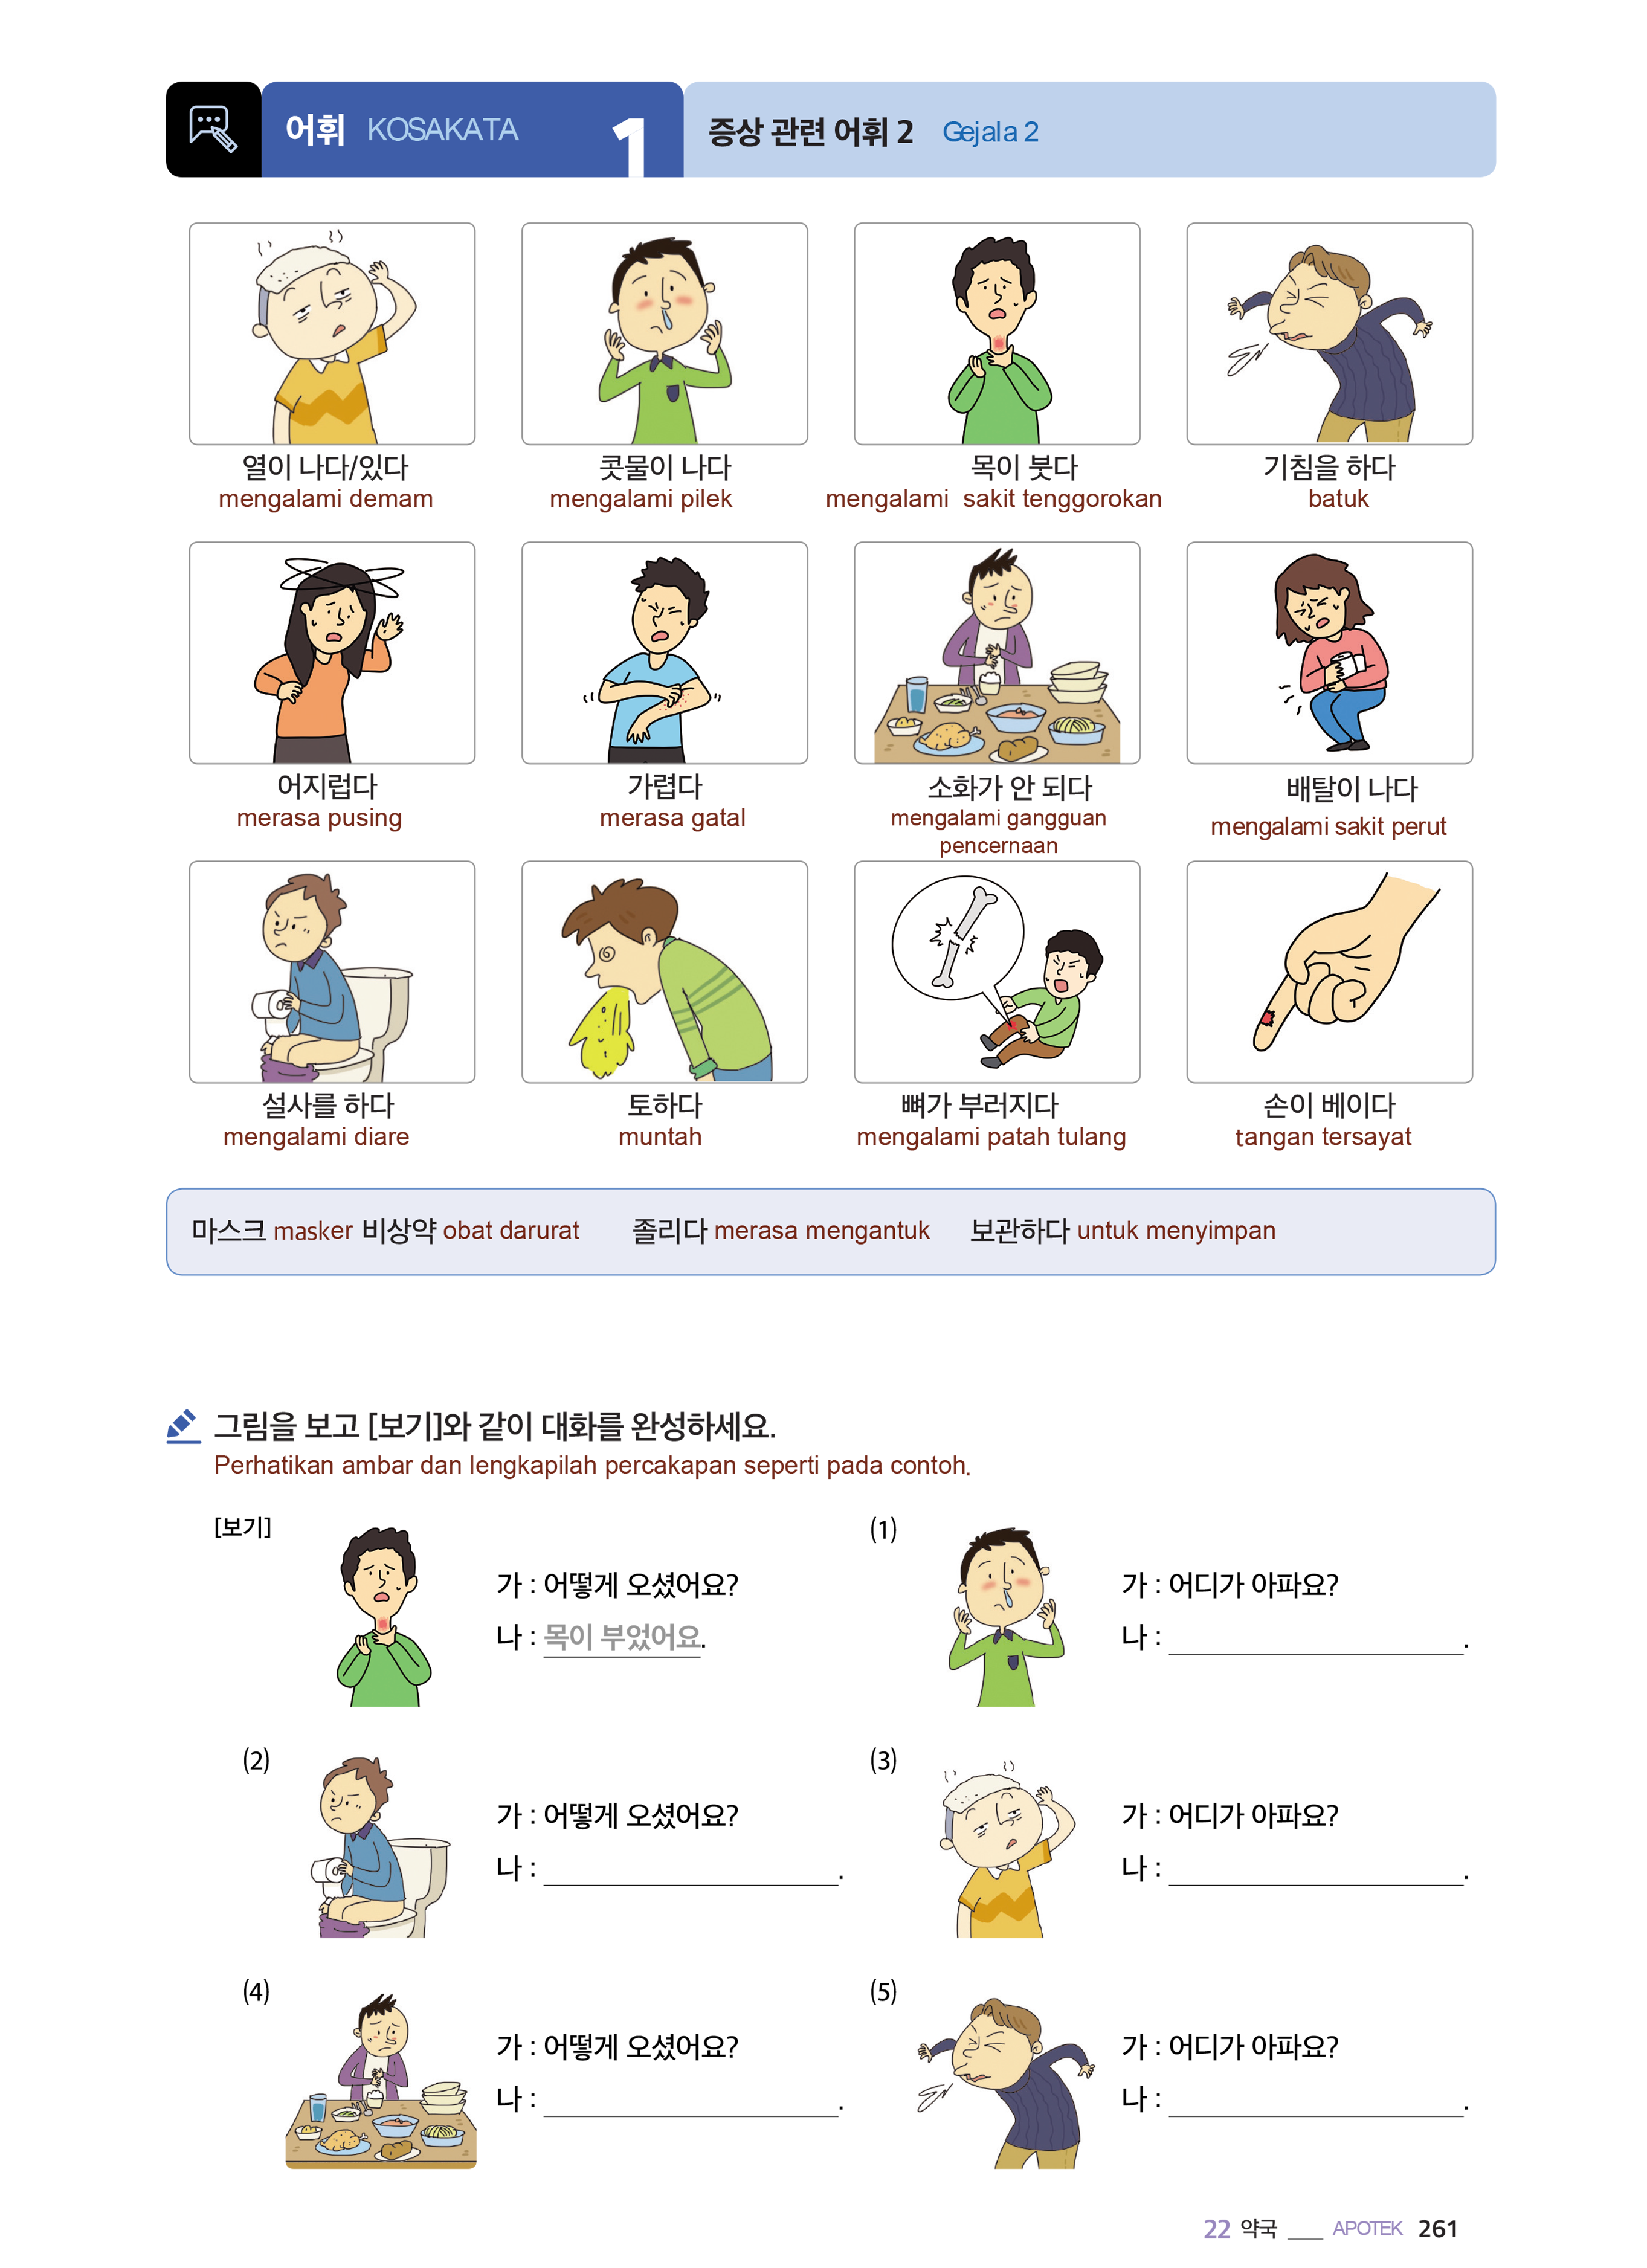 어휘 KOSAKATA 1 증상 관련 어휘 2 Gejala 2
열이 나다/있다
mengalami demam
콧물이 나다
mengalami pilek
목이 붓다
mengalami sakit tenggorokan
기침을 하다
batuk
어지럽다
merasa pusing
가렵다
merasa gatal
소화가 안 되다
mengalami gangguan
pencernaan
배탈이 나다
mengalami sakit perut
설사를 하다
mengalami diare
토하다
muntah
뼈가 부러지다
mengalami patah tulang
손이 베이다
tangan tersayat
마스크 masker 비상약 obat darurat 졸리다 merasa mengantuk 보관하다 untuk menyimpan
그림을 보고 [보기]와 같이 대화를 완성하세요.
Perhatikan ambar dan lengkapilah percakapan seperti pada contoh.
[보기]
가 : 어떻게 오셨어요?
나 : 목이 부었어요.
(1)
가 : 어디가 아파요?
나 : .
(2)
가 : 어떻게 오셨어요?
나 : .
(3)
가 : 어디가 아파요?
나 : .
(4)
가 : 어떻게 오셨어요?
나 : .
(5)
가 : 어디가 아파요?
나 : .
22 약국 APOTEK 261